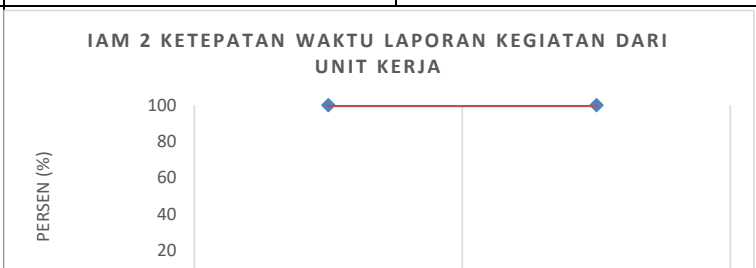 IAM 2 KETEPATAN WAKTU LAPORAN KEGIATAN DARI
UNIT KERJA
100
80
60
40
20
PERSEN (%)